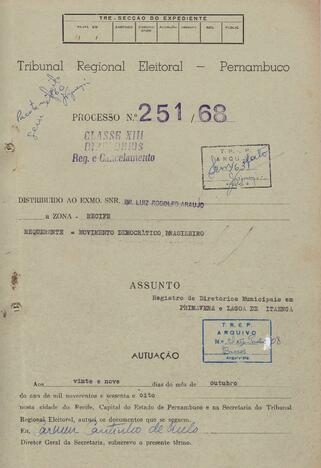 TRE-SECÇÃO DO EXPEDIENTE
Tribunal Regional Eleitoral — Pernambuco
PROCESSO N.º 251/68
CLASSE XIII
DIRETÓRIOS
Reg. e Cancelamento
T. R. E. P.
ARQUIVO
DISTRIBUIDO AO EXMO. SNR. DR. LUIZ RODOLFO ARAUJO
a ZONA - RECIFE
REQUERENTE = MOVIMENTO DEMOCRÁTICO BRASILEIRO
ASSUNTO
Registro de Diretórios Municipais em
PRIMAVERA e LAGOA DE ITAENGA
T. R. E. P.
ARQUIVO
AUTUAÇÃO
Aos vinte e nove dias do mês de outubro
do ano de mil novecentos e sessenta e oito
nesta cidade do Recife, Capital do Estado de Pernambuco e na Secretaria do Tribunal
Regional Eleitoral, autuei os documentos que se seguem.
Eu,
Diretor Geral da Secretaria, subscrevo o presente têrmo.